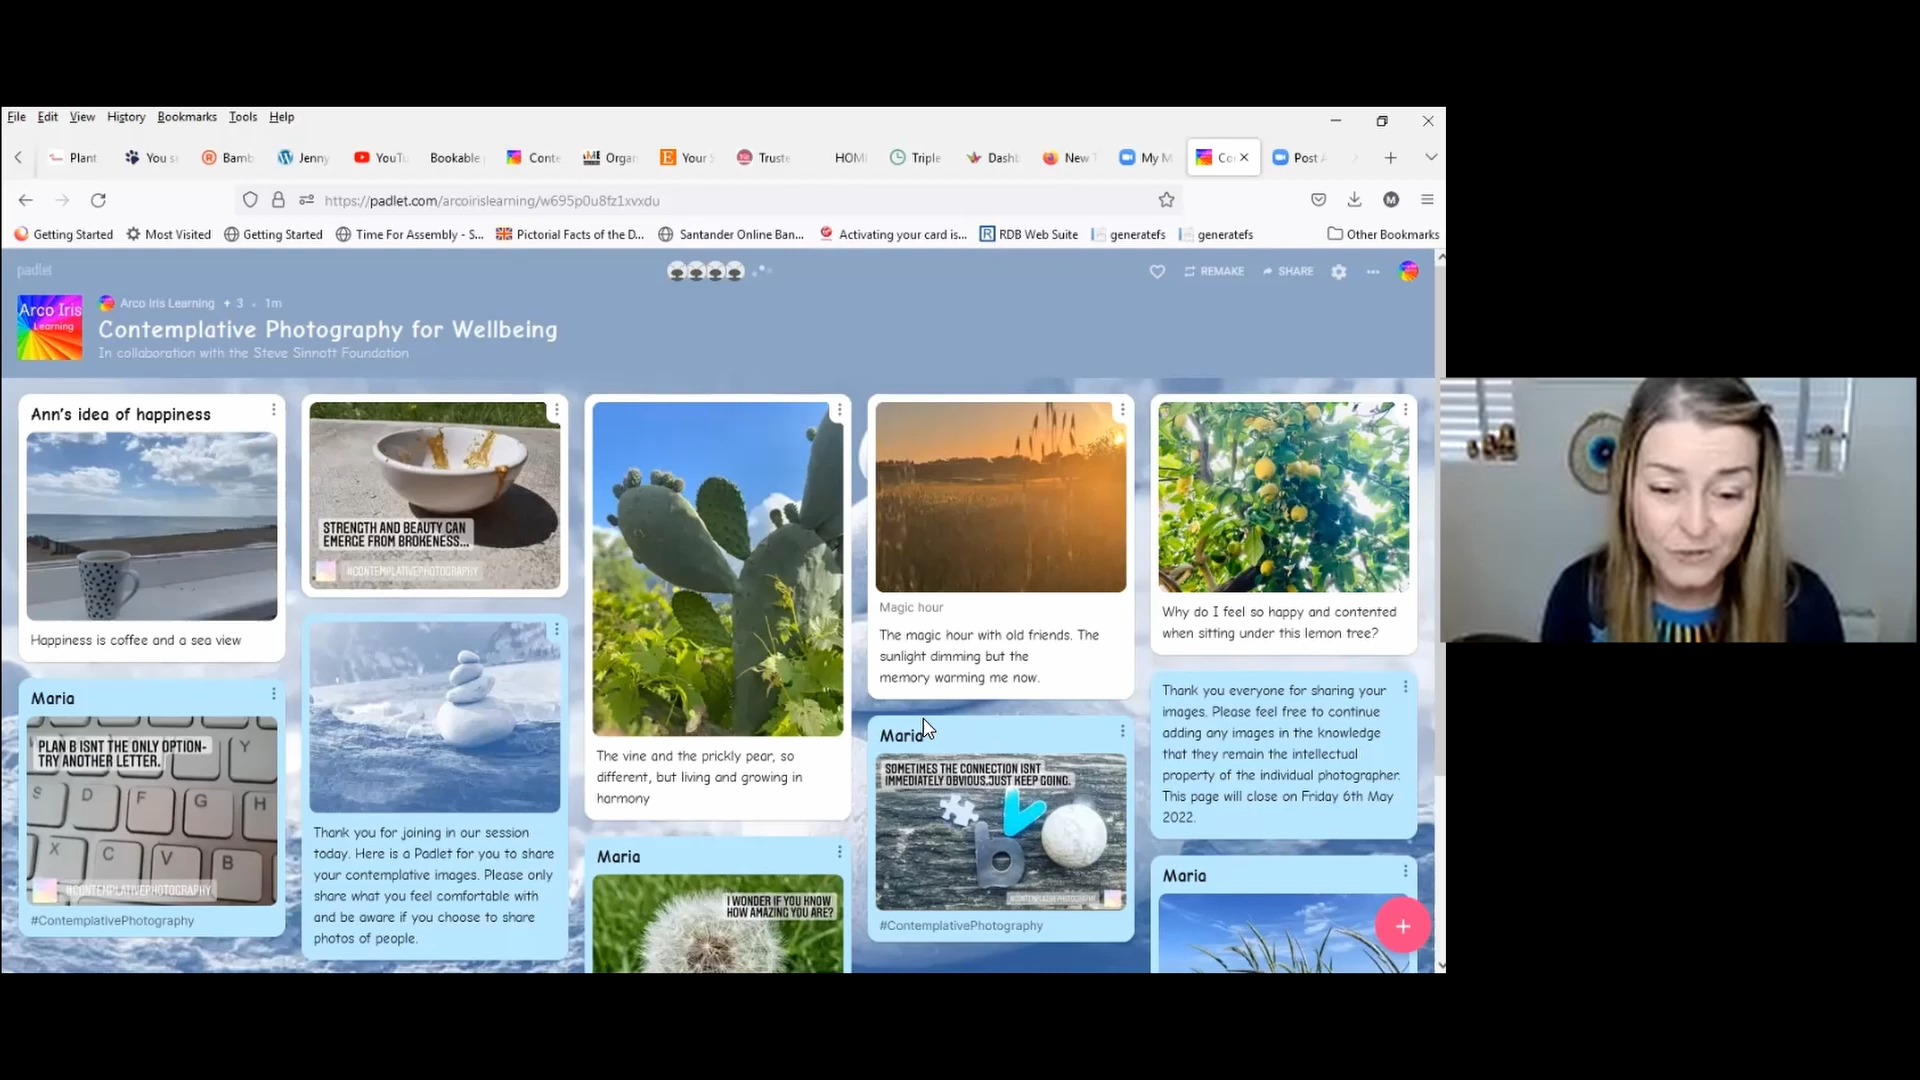 File Edit View History Bookmarks Tools Help
Plant
You s
Bamb
Jenny
YouTu
Bookable
Conte
Organ
Your S
Truste
HOM
Triple
Dashb
New T
My M
Co
Post A
https://padlet.com/arcoirislearning/w695p0u8fz1xvxdu
Getting Started Most Visited Getting Started Time For Assembly - S... Pictorial Facts of the D... Santander Online Ban... Activating your card is... RDB Web Suite generatefs generatefs Other Bookmarks
padlet
REMAKE SHARE
Arco Iris
Learning
Arco Iris Learning + 3 . 1m
Contemplative Photography for Wellbeing
In collaboration with the Steve Sinnott Foundation
Ann's idea of happiness
Happiness is coffee and a sea view
Maria
PLAN B ISNT THE ONLY OPTION-
TRY ANOTHER LETTER.
Y
S D F G H
X C V B
#CONTEMPLATIVEPHOTOGRAPHY
#ContemplativePhotography
STRENGTH AND BEAUTY CAN
EMERGE FROM BROKENESS...
#CONTEMPLATIVEPHOTOGRAPHY
Thank you for joining in our session
today. Here is a Padlet for you to share
your contemplative images. Please only
share what you feel comfortable with
and be aware if you choose to share
photos of people.
The vine and the prickly pear, so
different, but living and growing in
harmony
Maria
I WONDER IF YOU KNOW
HOW AMAZING YOU ARE?
Magic hour
The magic hour with old friends. The
sunlight dimming but the
memory warming me now.
Maria
SOMETIMES THE CONNECTION ISNT
IMMEDIATELY OBVIOUS.JUST KEEP GOING.
b
#CONTEMPLATIVEPHOTOGRAPHY
#ContemplativePhotography
Why do I feel so happy and contented
when sitting under this lemon tree?
Thank you everyone for sharing your
images. Please feel free to continue
adding any images in the knowledge
that they remain the intellectual
property of the individual photographer.
This page will close on Friday 6th May
2022.
Maria